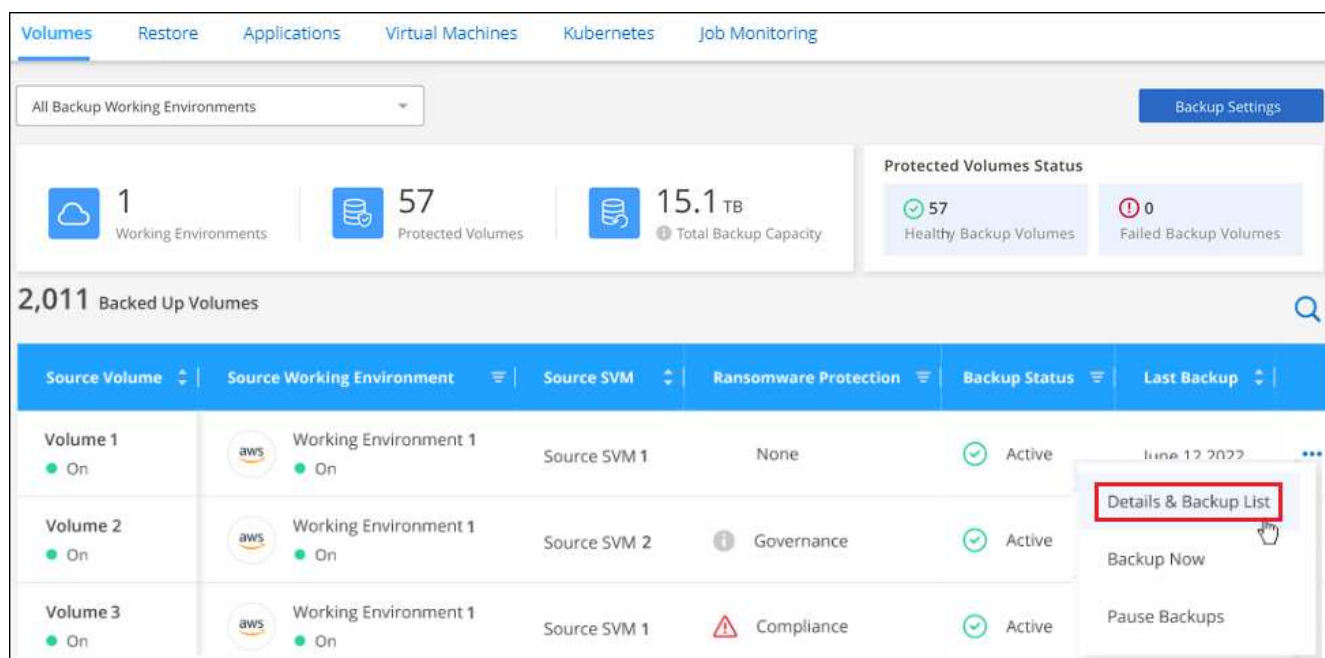 Volumes Restore Applications Virtual Machines Kubernetes Job Monitoring
All Backup Working Environments
Backup Settings
1
Working Environments
57
Protected Volumes
15.1 TB
Total Backup Capacity
Protected Volumes Status
57
Healthy Backup Volumes
0
Failed Backup Volumes
2,011 Backed Up Volumes
Source Volume Source Working Environment Source SVM Ransomware Protection Backup Status Last Backup
Volume 1
On
aws
Working Environment 1
On
Source SVM 1
None
Active
June 12 2022
Details & Backup List
Backup Now
Pause Backups
Volume 2
On
aws
Working Environment 1
On
Source SVM 2
Governance
Active
Volume 3
On
aws
Working Environment 1
On
Source SVM 1
Compliance
Active